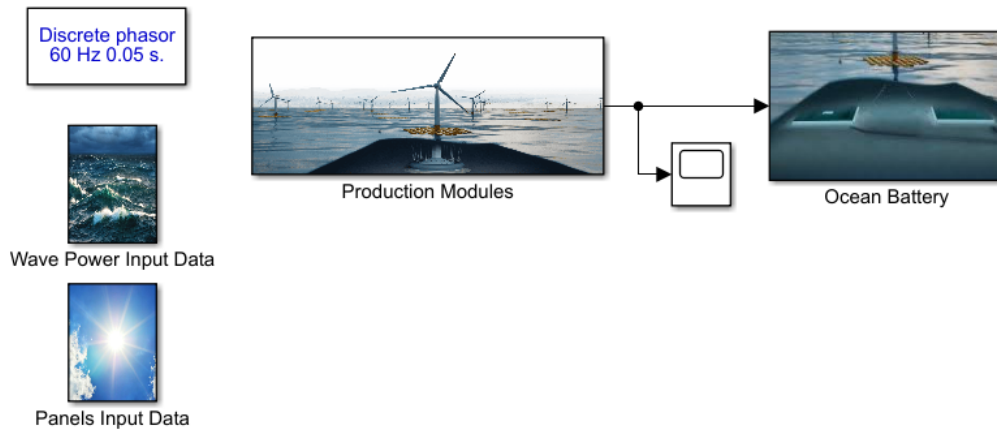 Discrete phasor
60 Hz 0.05 s.
Production Modules
Ocean Battery
Wave Power Input Data
Panels Input Data